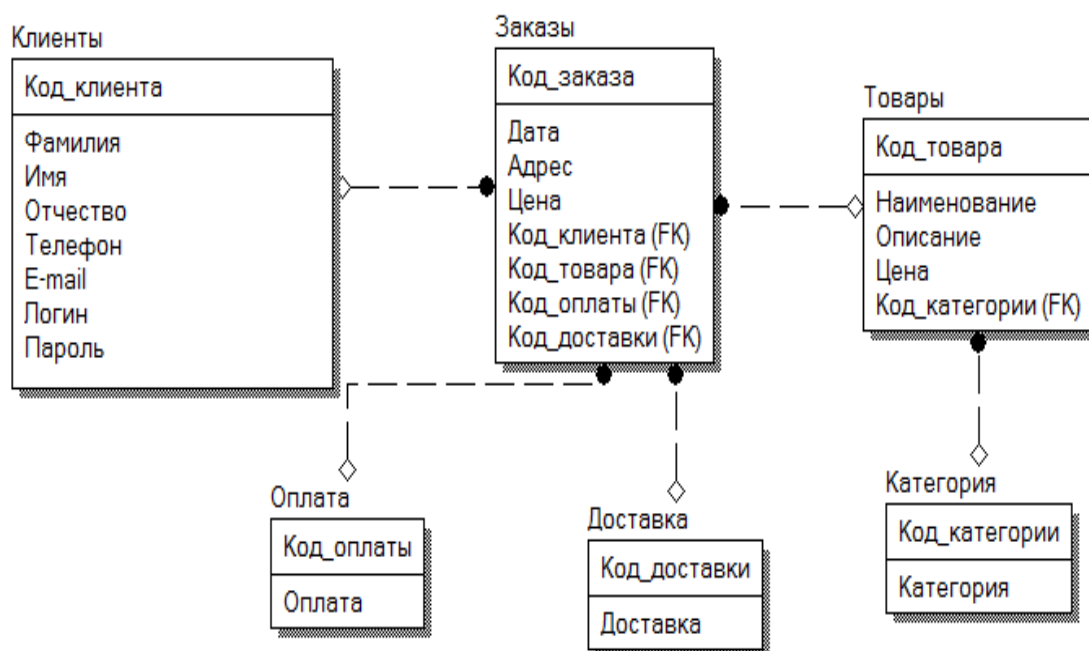 Клиенты
Код_клиента
Фамилия
Имя
Отчество
Телефон
E-mail
Логин
Пароль
Заказы
Код_заказа
Дата
Адрес
Цена
Код_клиента (FK)
Код_товара (FK)
Код_оплаты (FK)
Код_доставки (FK)
Товары
Код_товара
Наименование
Описание
Цена
Код_категории (FK)
Оплата
Код_оплаты
Оплата
Доставка
Код_доставки
Доставка
Категория
Код_категории
Категория